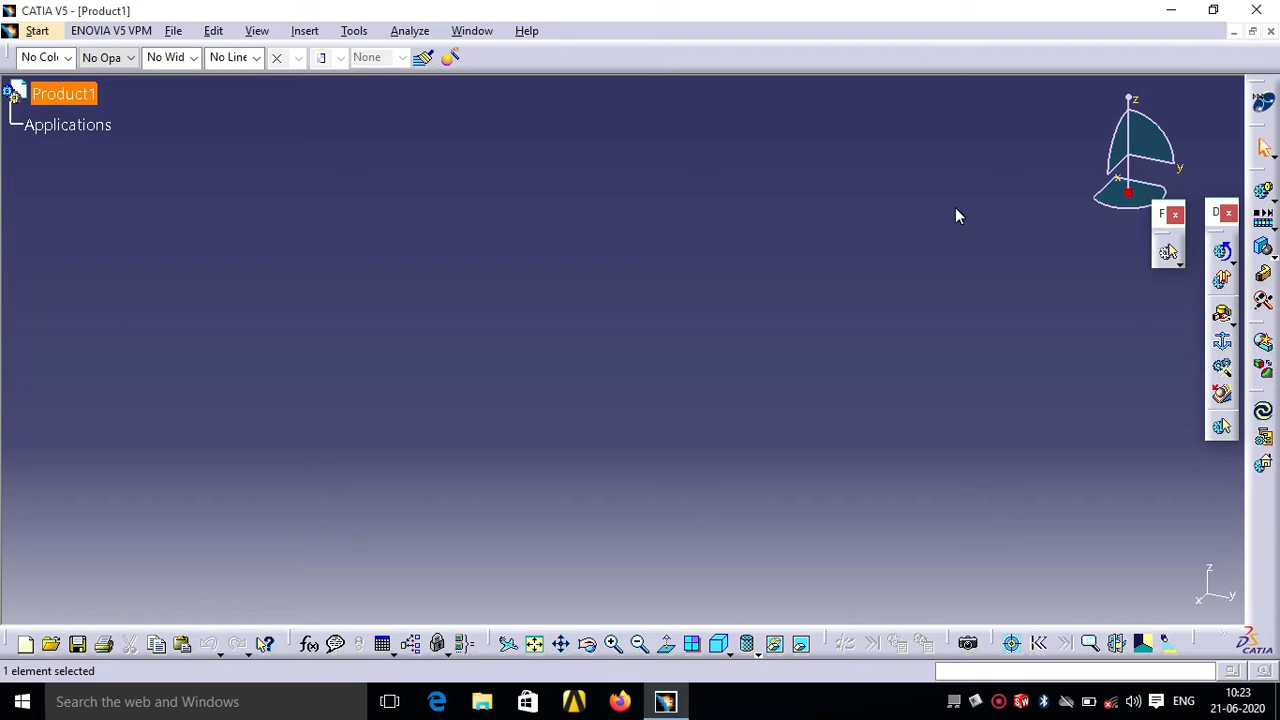 CATIA V5 - [Product1]
Start ENOVIA V5 VPM File Edit View Insert Tools Analyze Window Help
No Col No Opa No Wid No Line None
Product1
Applications
z
y
x
F
D
z
x y
f(x)
CATIA
1 element selected
Search the web and Windows
ENG
10:23
21-06-2020